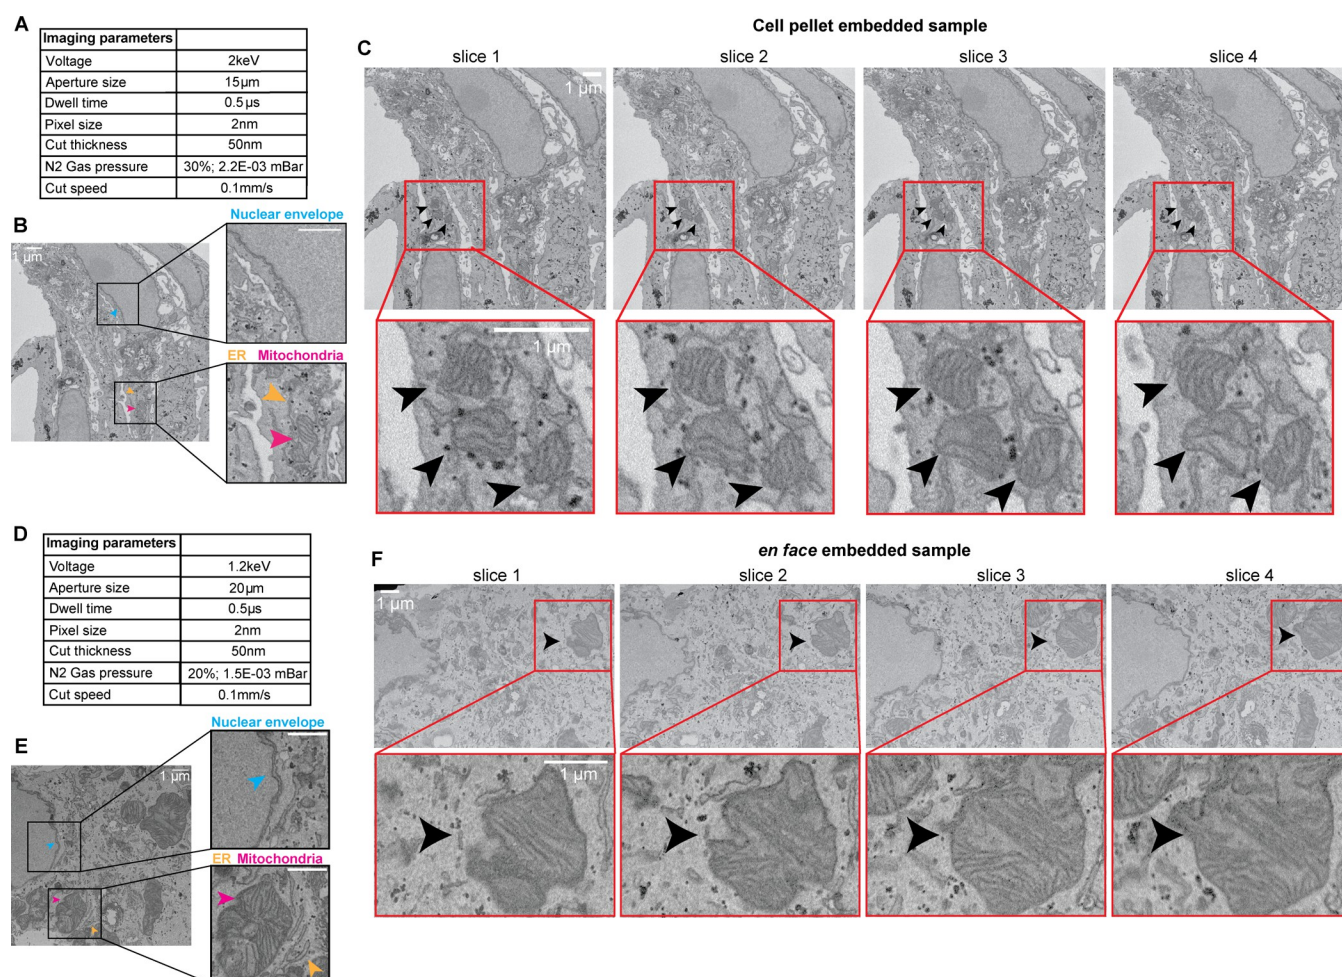 A
Imaging parameters
Voltage 2keV
Aperture size 15µm
Dwell time 0.5µs
Pixel size 2nm
Cut thickness 50nm
N2 Gas pressure 30%; 2.2E-03 mBar
Cut speed 0.1mm/s
B
1 µm
Nuclear envelope
ER Mitochondria
Cell pellet embedded sample
C
slice 1 slice 2 slice 3 slice 4
1 µm
1 µm
D
Imaging parameters
Voltage 1.2keV
Aperture size 20µm
Dwell time 0.5µs
Pixel size 2nm
Cut thickness 50nm
N2 Gas pressure 20%; 1.5E-03 mBar
Cut speed 0.1mm/s
E
1 µm
Nuclear envelope
ER Mitochondria
en face embedded sample
F
slice 1 slice 2 slice 3 slice 4
1 µm
1 µm